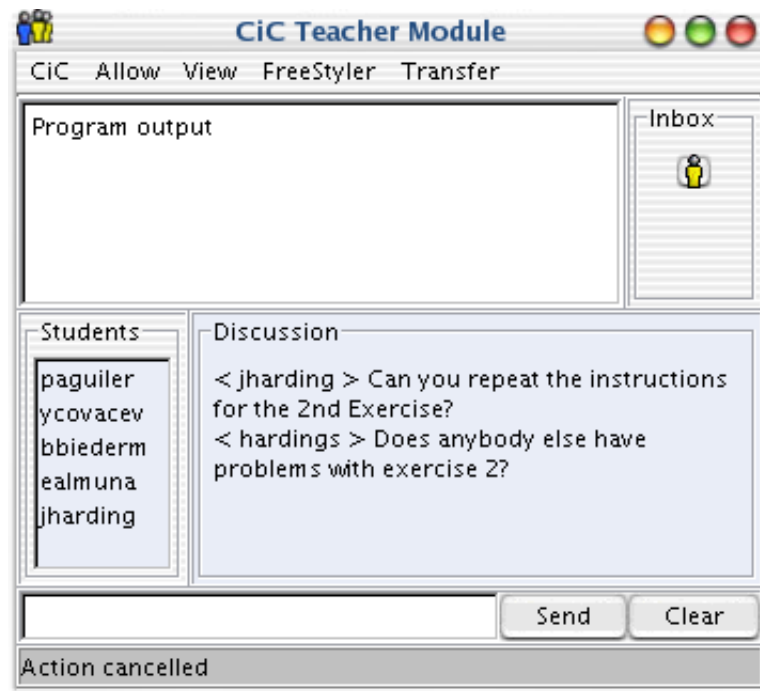 CiC Teacher Module
CiC Allow View FreeStyler Transfer
Program output
Inbox
Students
paguiler
ycovacev
bbiederm
ealmuna
jharding
Discussion
< jharding > Can you repeat the instructions
for the 2nd Exercise?
< hardings > Does anybody else have
problems with exercise 2?
Send Clear
Action cancelled